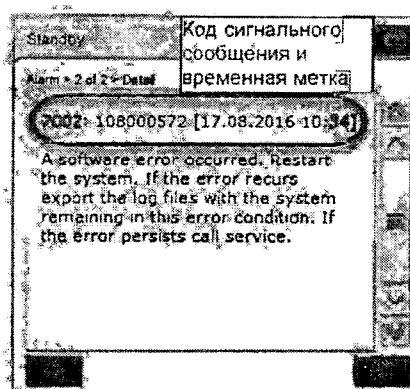 Standby
Код сигнального
сообщения и
временная метка
Alarm > 2 of 2 > Detail
7002: 108000572 [17.08.2016 10:34]
A software error occurred. Restart
the system. If the error recurs
export the log files with the system
remaining in this error condition. If
the error persists call service.